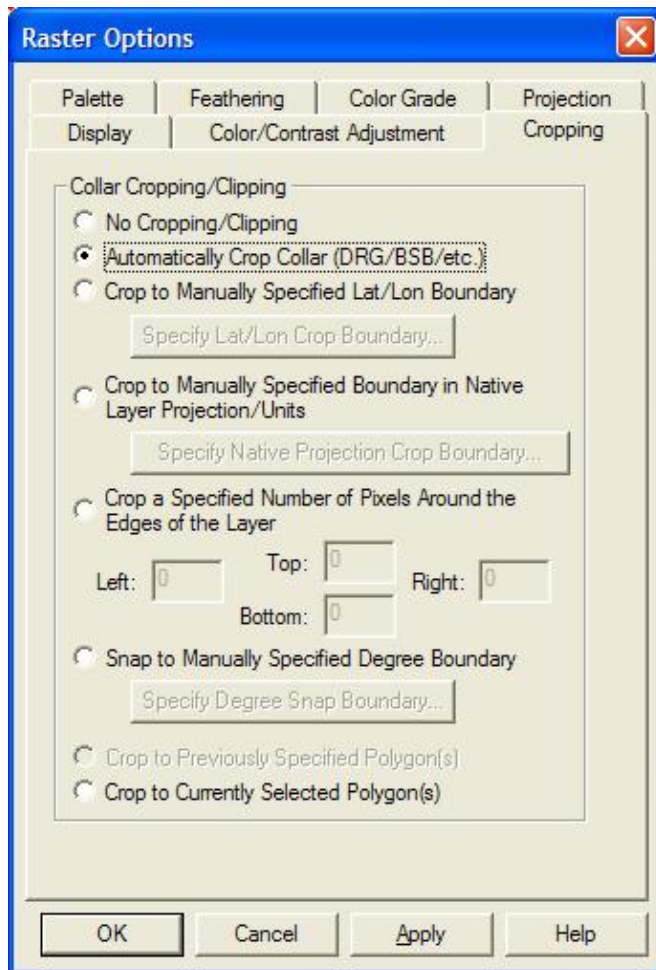 Raster Options
Palette Feathering Color Grade Projection
Display Color/Contrast Adjustment Cropping
Collar Cropping/Clipping
No Cropping/Clipping
Automatically Crop Collar (DRG/BSB/etc.)
Crop to Manually Specified Lat/Lon Boundary
Specify Lat/Lon Crop Boundary...
Crop to Manually Specified Boundary in Native
Layer Projection/Units
Specify Native Projection Crop Boundary...
Crop a Specified Number of Pixels Around the
Edges of the Layer
Left: 0 Top: 0 Right: 0
Bottom: 0
Snap to Manually Specified Degree Boundary
Specify Degree Snap Boundary...
Crop to Previously Specified Polygon(s)
Crop to Currently Selected Polygon(s)
OK Cancel Apply Help